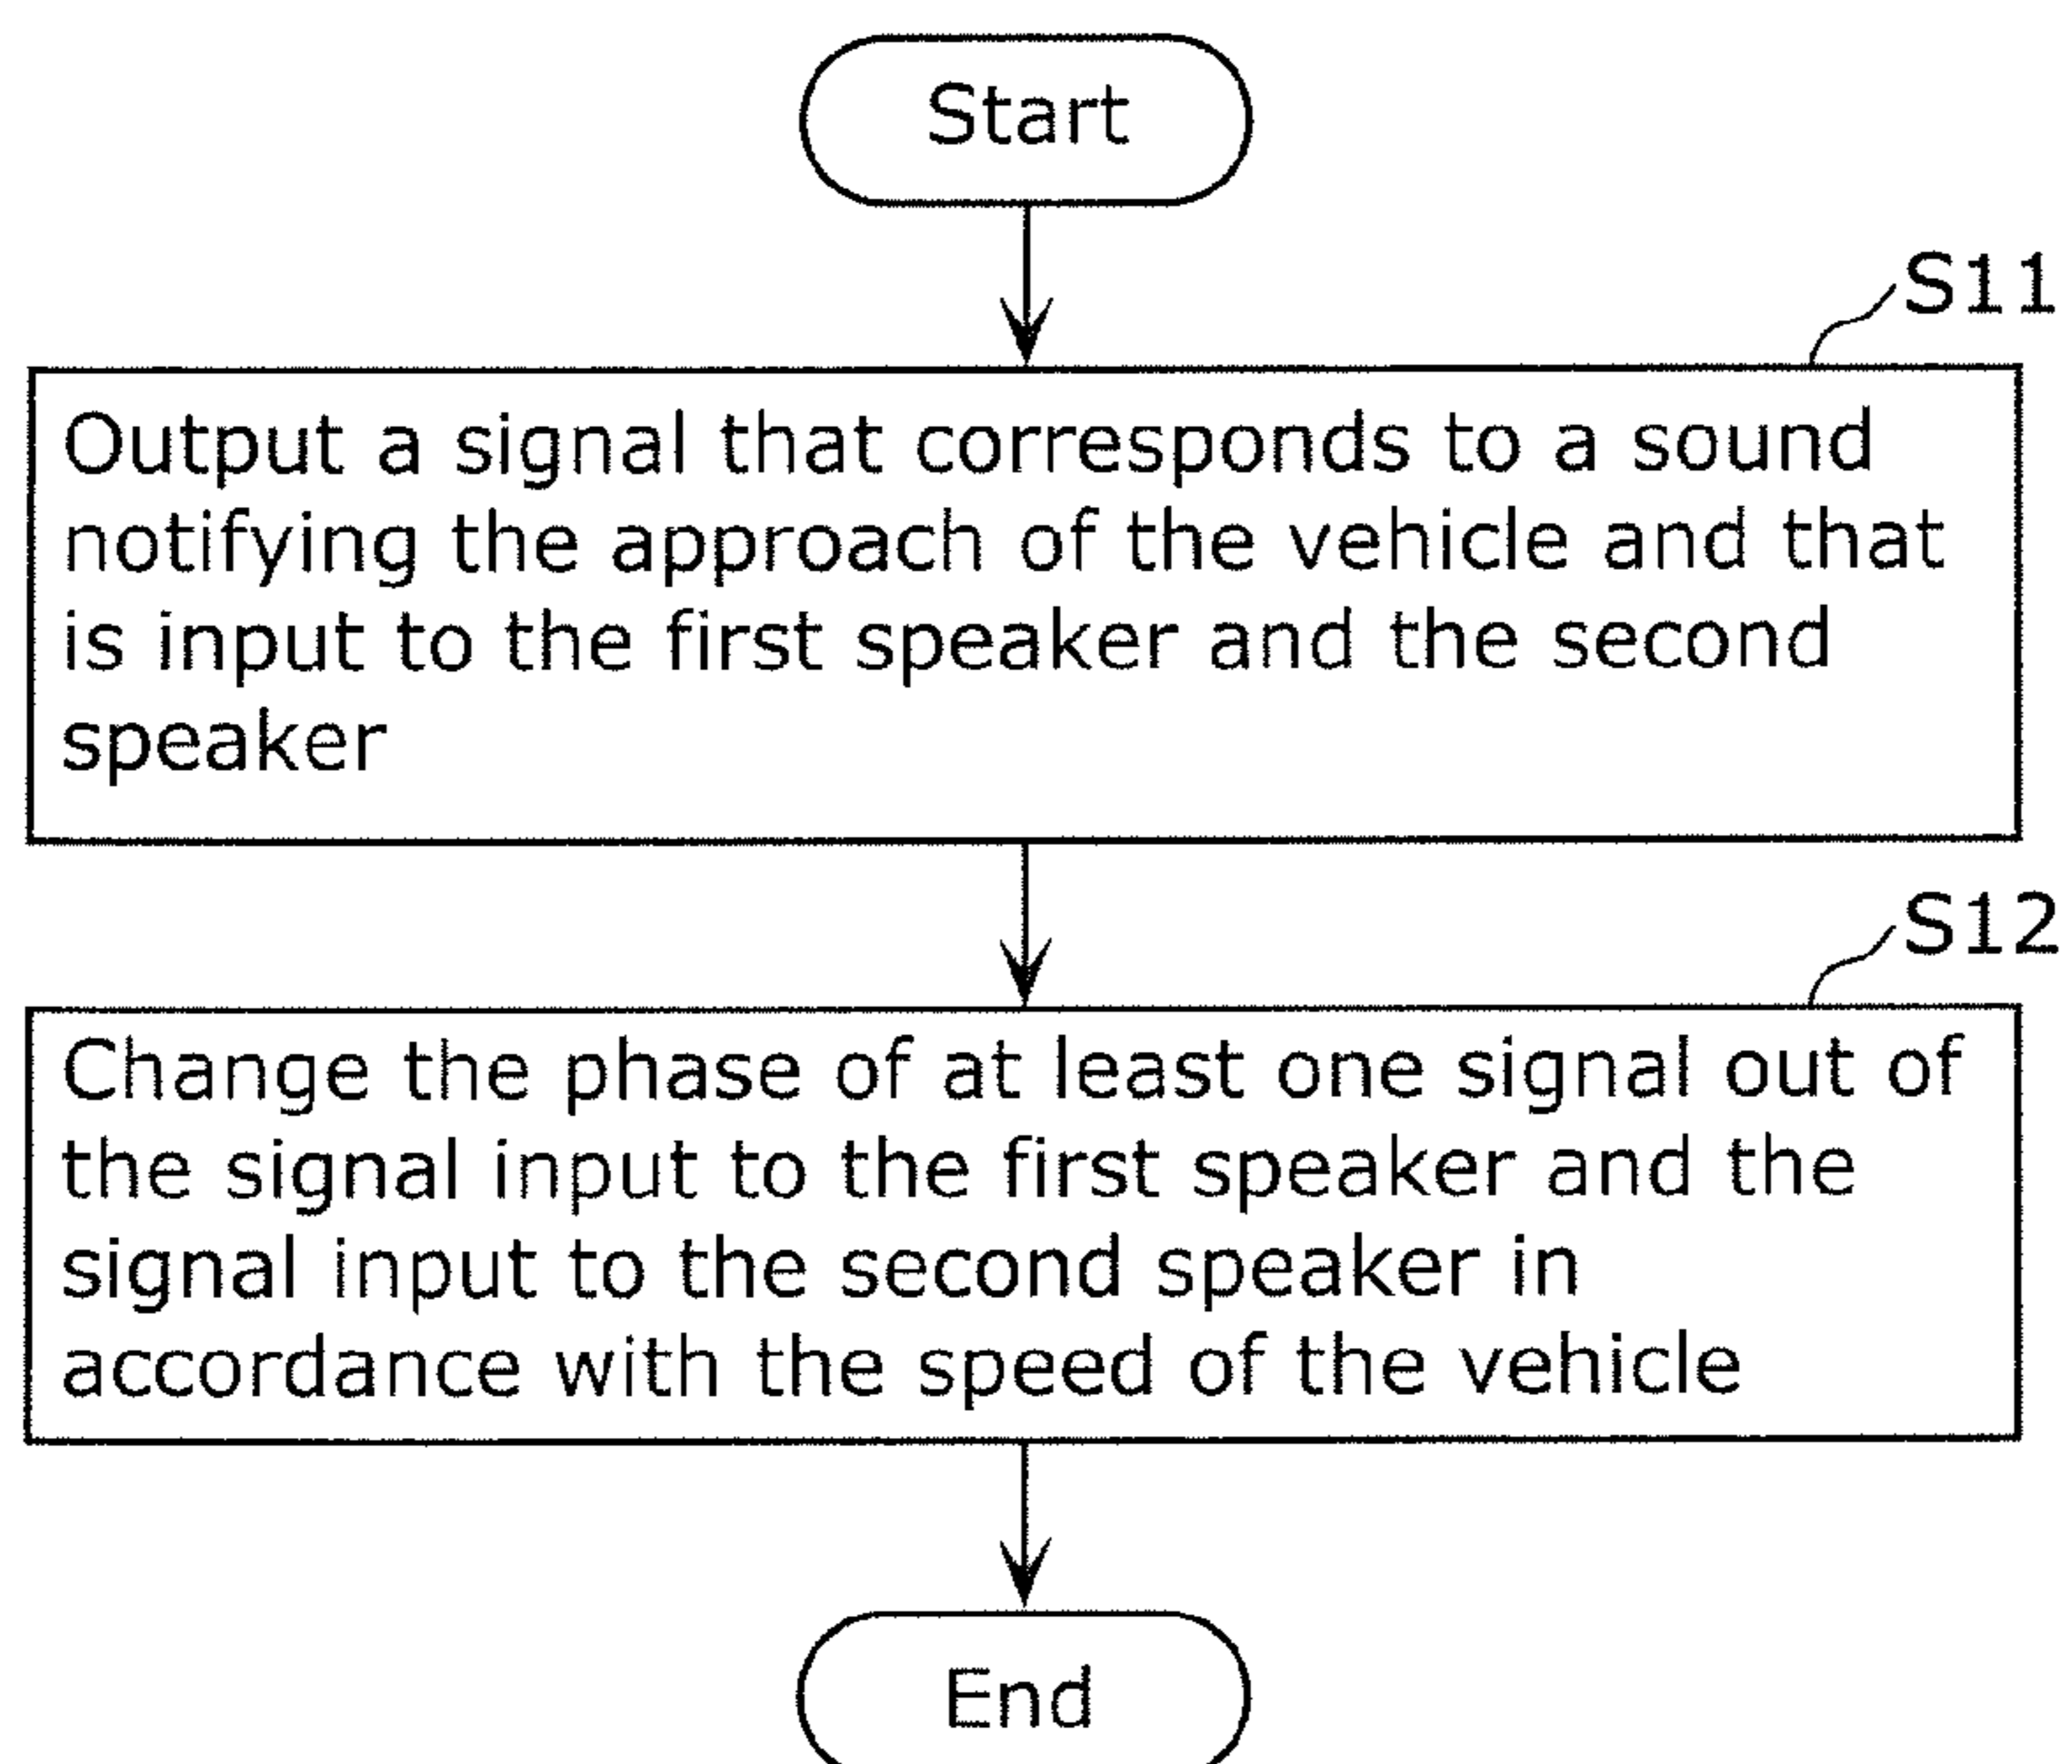 Start
S11
Output a signal that corresponds to a sound
notifying the approach of the vehicle and that
is input to the first speaker and the second
speaker
S12
Change the phase of at least one signal out of
the signal input to the first speaker and the
signal input to the second speaker in
accordance with the speed of the vehicle
End